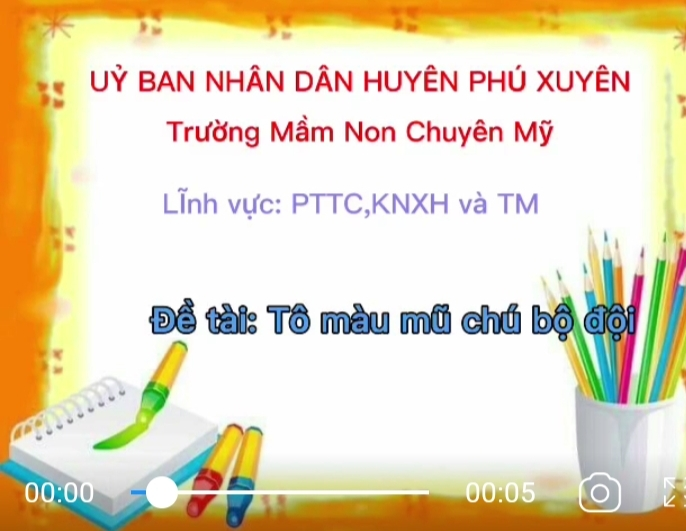 UỶ BAN NHÂN DÂN HUYÊN PHÚ XUYÊN
Trường Mầm Non Chuyên Mỹ
LĨnh vực: PTTC,KNXH và TM
Đề tài: Tô màu mũ chú bộ đội
00:00 00:05